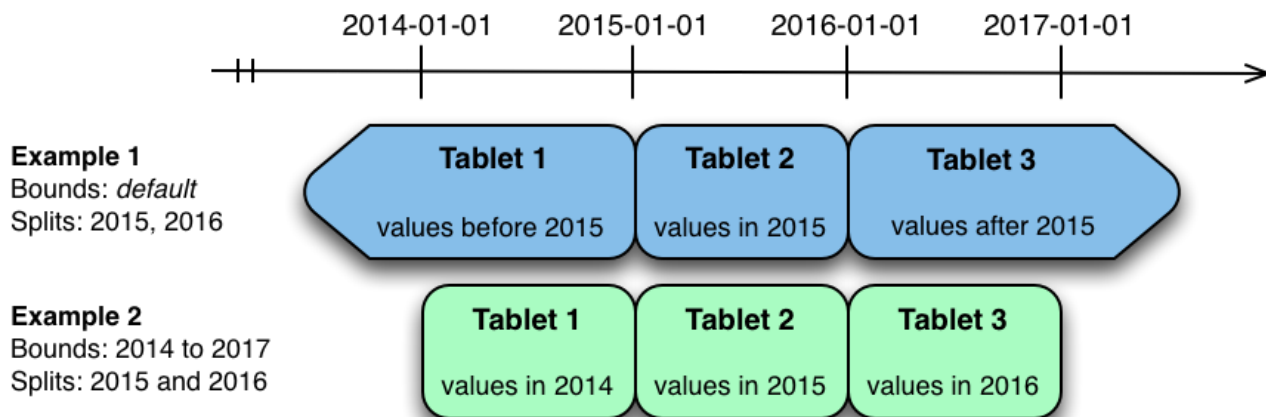 2014-01-01 2015-01-01 2016-01-01 2017-01-01
Example 1
Bounds: default
Splits: 2015, 2016
Tablet 1 Tablet 2 Tablet 3
values before 2015 values in 2015 values after 2015
Example 2
Bounds: 2014 to 2017
Splits: 2015 and 2016
Tablet 1 Tablet 2 Tablet 3
values in 2014 values in 2015 values in 2016